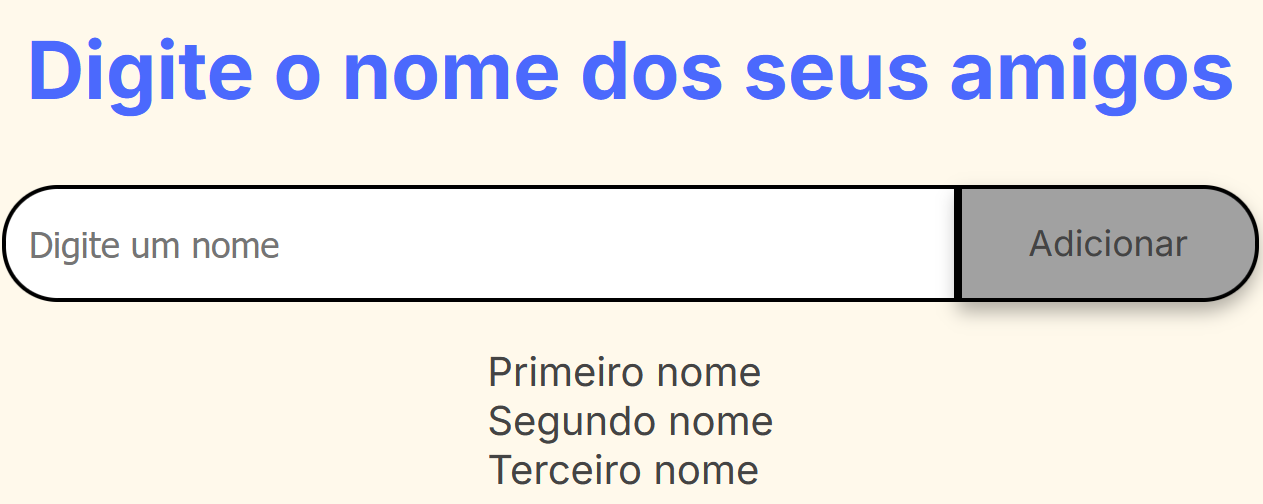 Digite o nome dos seus amigos
Digite um nome
Adicionar
Primeiro nome
Segundo nome
Terceiro nome